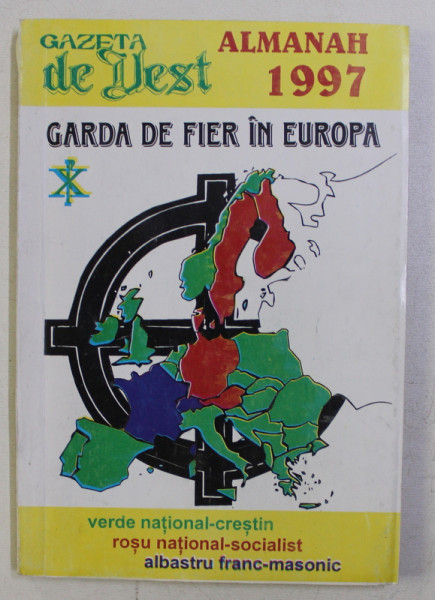 GAZETA
de Vest
ALMANAH
1997
GARDA DE FIER ÎN EUROPA
verde național-creștin
roșu național-socialist
albastru franc-masonic